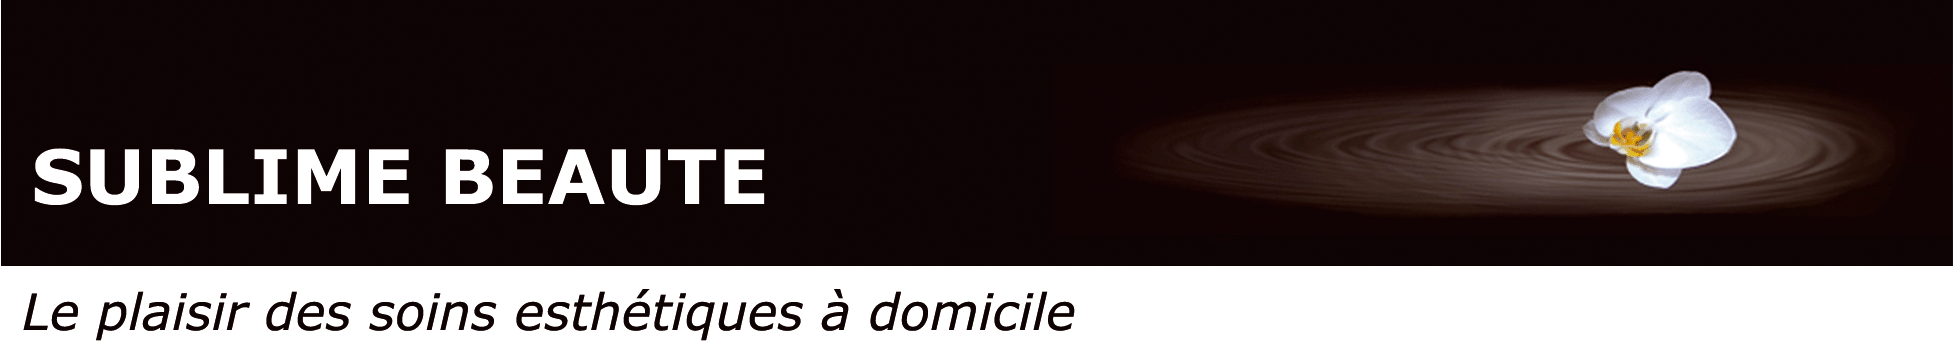 SUBLIME BEAUTE
Le plaisir des soins esthétiques à domicile